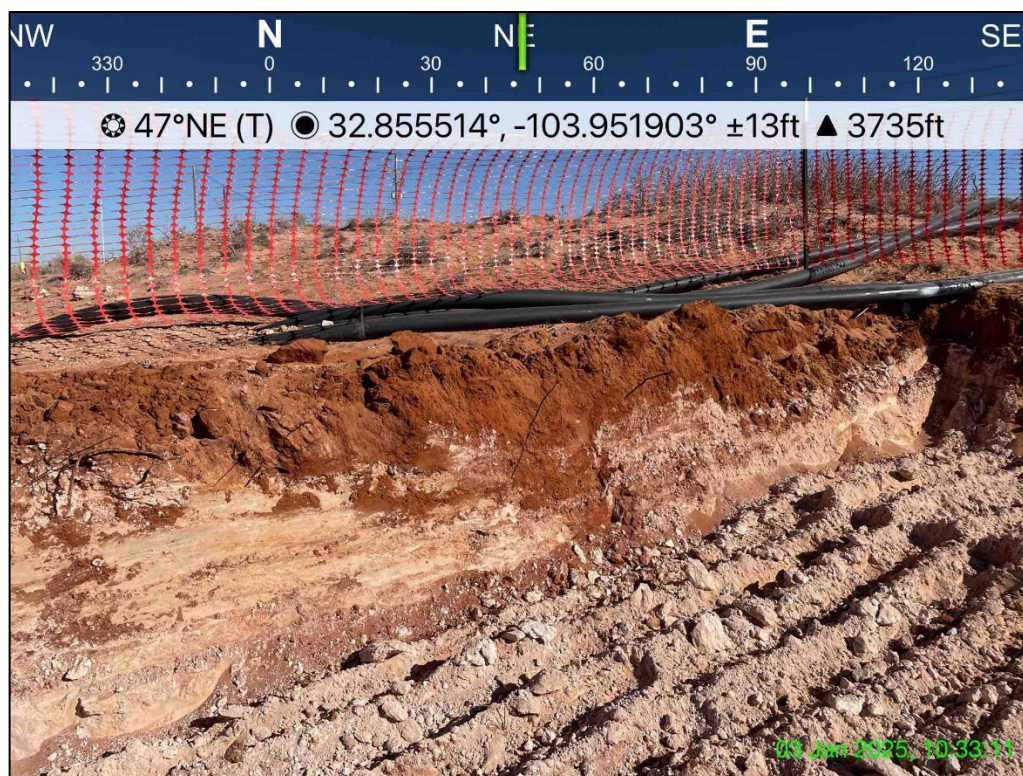 NW N NE E SE
330 0 30 60 90 120
47°NE (T) 32.855514°, -103.951903° ±13ft ▲ 3735ft
03 Jan 2025, 10:33:11